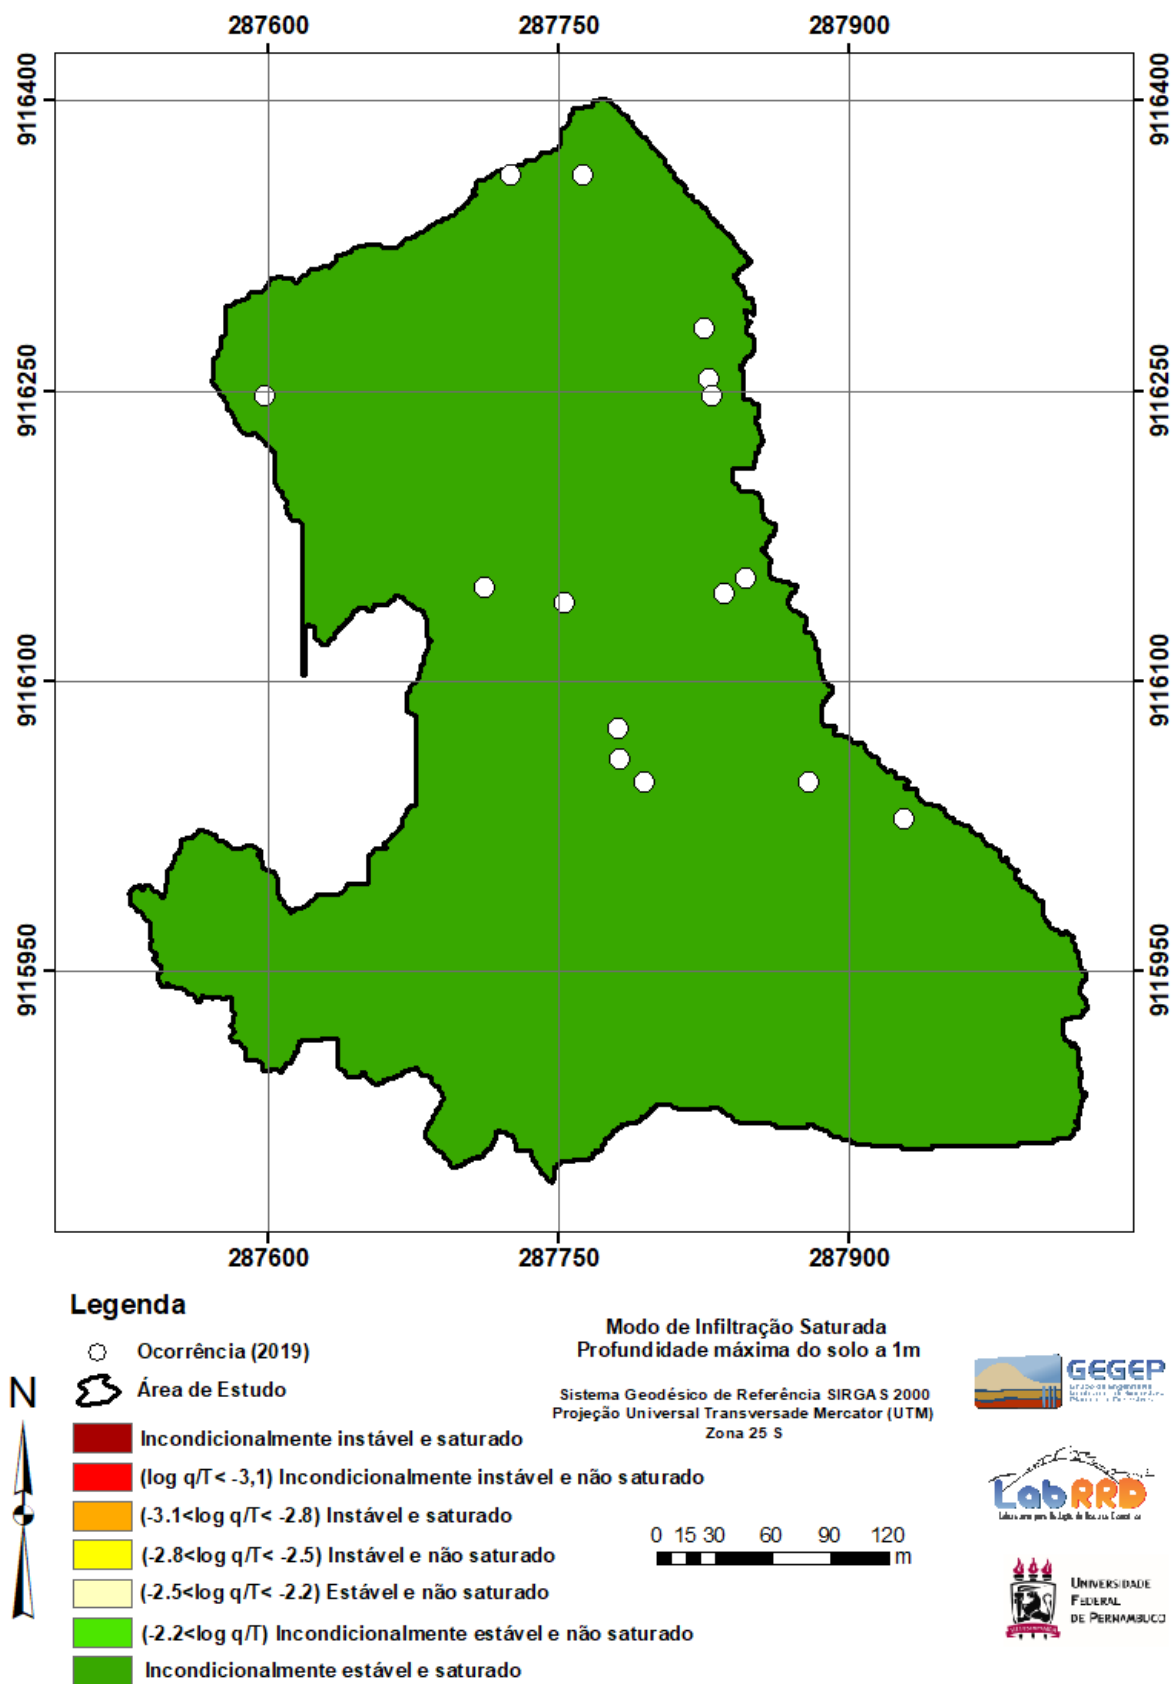 287600 287750 287900
9116400 9116400
9116250 9116250
9116100 9116100
9115950 9115950
287600 287750 287900
Legenda
Ocorrência (2019)
Área de Estudo
N
Incondicionalmente instável e saturado
(log q/T< -3,1) Incondicionalmente instável e não saturado
(-3.1<log q/T< -2.8) Instável e saturado
(-2.8<log q/T< -2.5) Instável e não saturado
(-2.5<log q/T< -2.2) Estável e não saturado
(-2.2<log q/T) Incondicionalmente estável e não saturado
Incondicionalmente estável e saturado
Modo de Infiltração Saturada
Profundidade máxima do solo a 1m
Sistema Geodésico de Referência SIRGAS 2000
Projeção Universal Transversade Mercator (UTM)
Zona 25 S
0 15 30 60 90 120
m
GEGEP
LabRRD
UNIVERSIDADE
FEDERAL
DE PERNAMBUCO